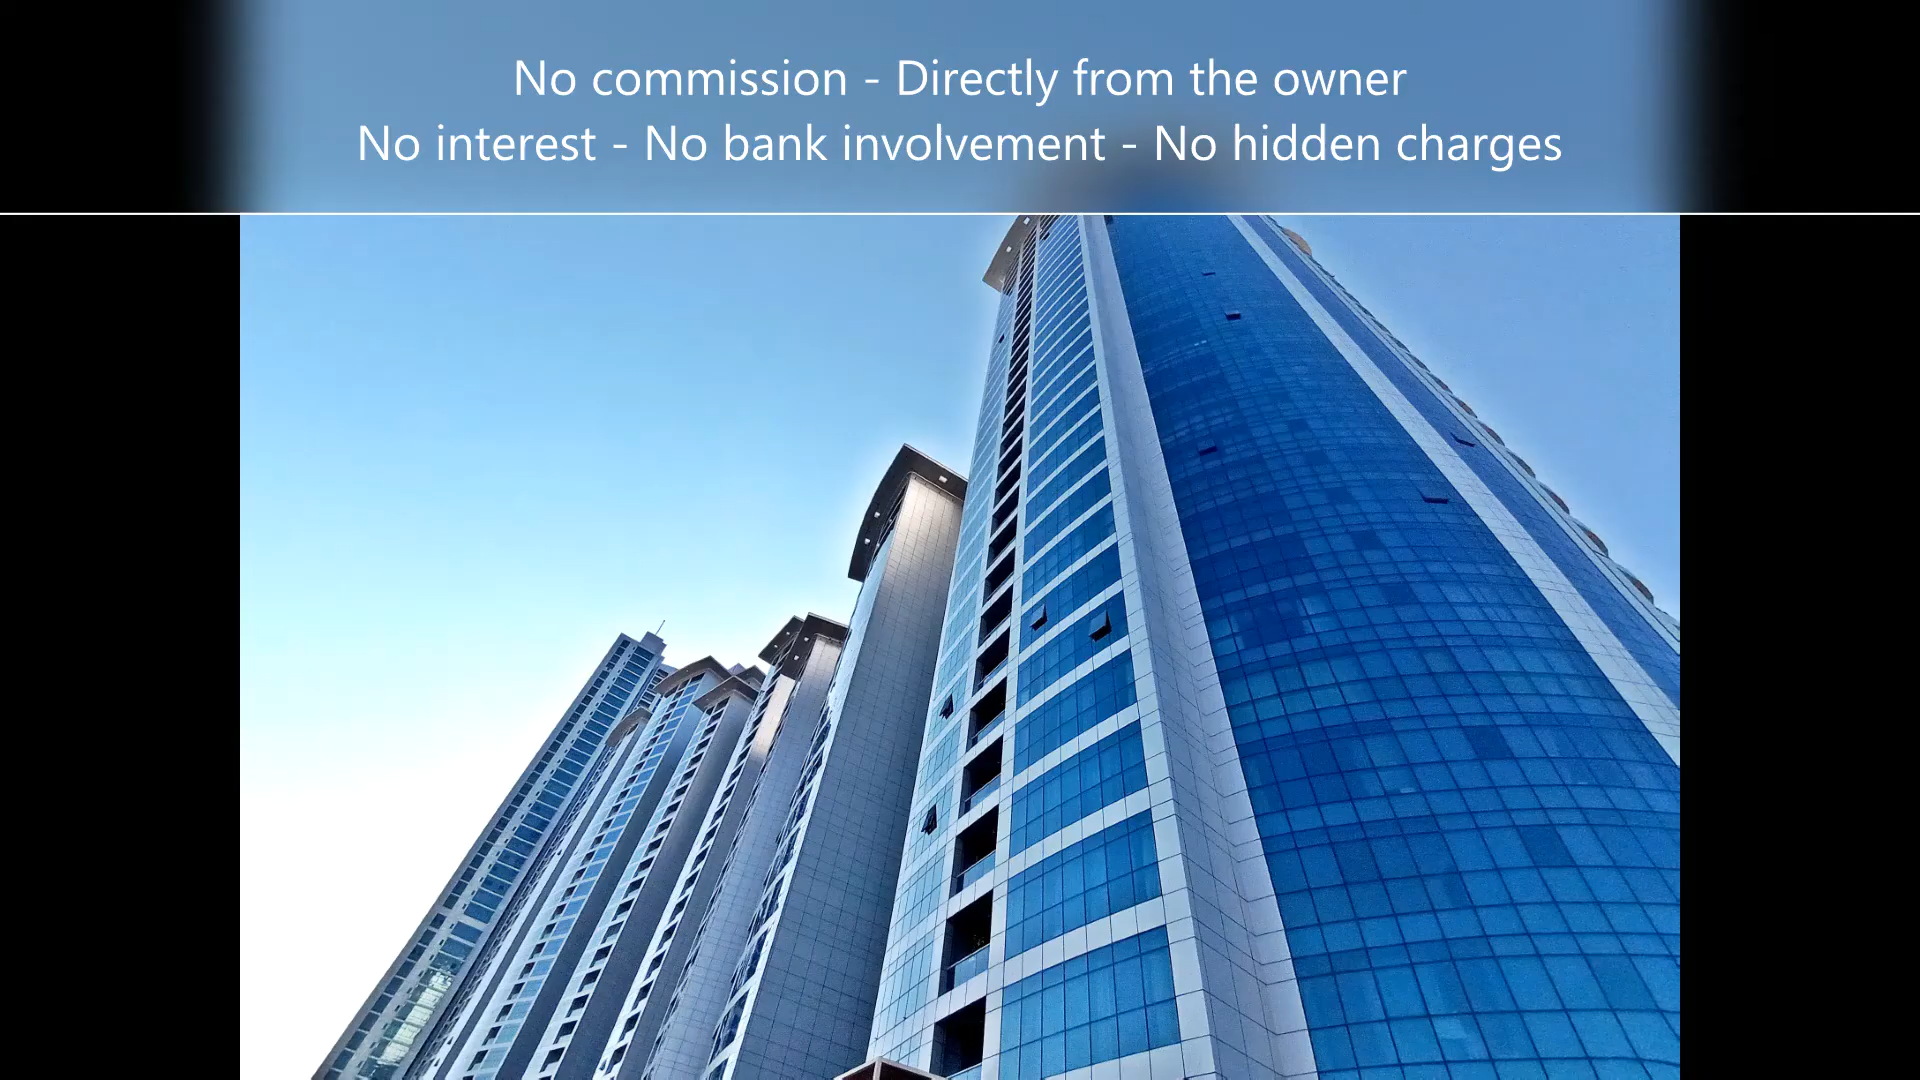 No commission - Directly from the owner
No interest - No bank involvement - No hidden charges